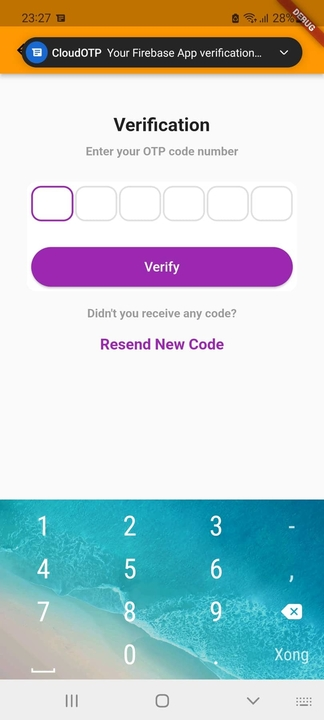 23:27
28%
DEBUG
CloudOTP Your Firebase App verification...
Verification
Enter your OTP code number
Verify
Didn't you receive any code?
Resend New Code
1 2 3 -
4 5 6 ,
7 8 9
0 . Xong